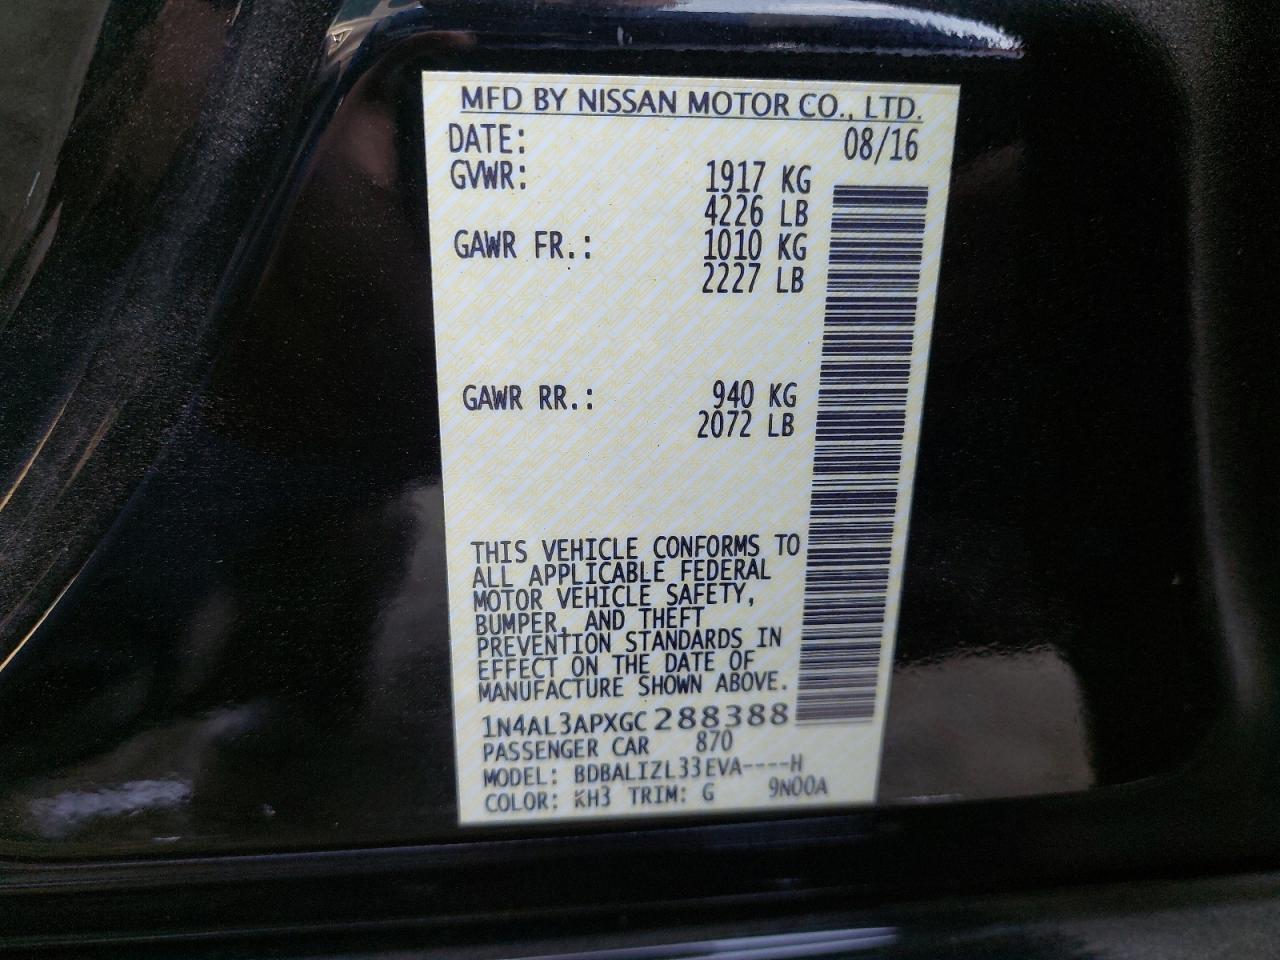 MFD BY NISSAN MOTOR CO., LTD.
DATE: 08/16
GVWR: 1917 KG
4226 LB
GAWR FR.: 1010 KG
2227 LB
GAWR RR.: 940 KG
2072 LB
THIS VEHICLE CONFORMS TO
ALL APPLICABLE FEDERAL
MOTOR VEHICLE SAFETY,
BUMPER, AND THEFT
PREVENTION STANDARDS IN
EFFECT ON THE DATE OF
MANUFACTURE SHOWN ABOVE.
1N4AL3APXGC288388
PASSENGER CAR 870
MODEL: BDBALIZL33EVA----H
COLOR: KH3 TRIM: G 9N00A